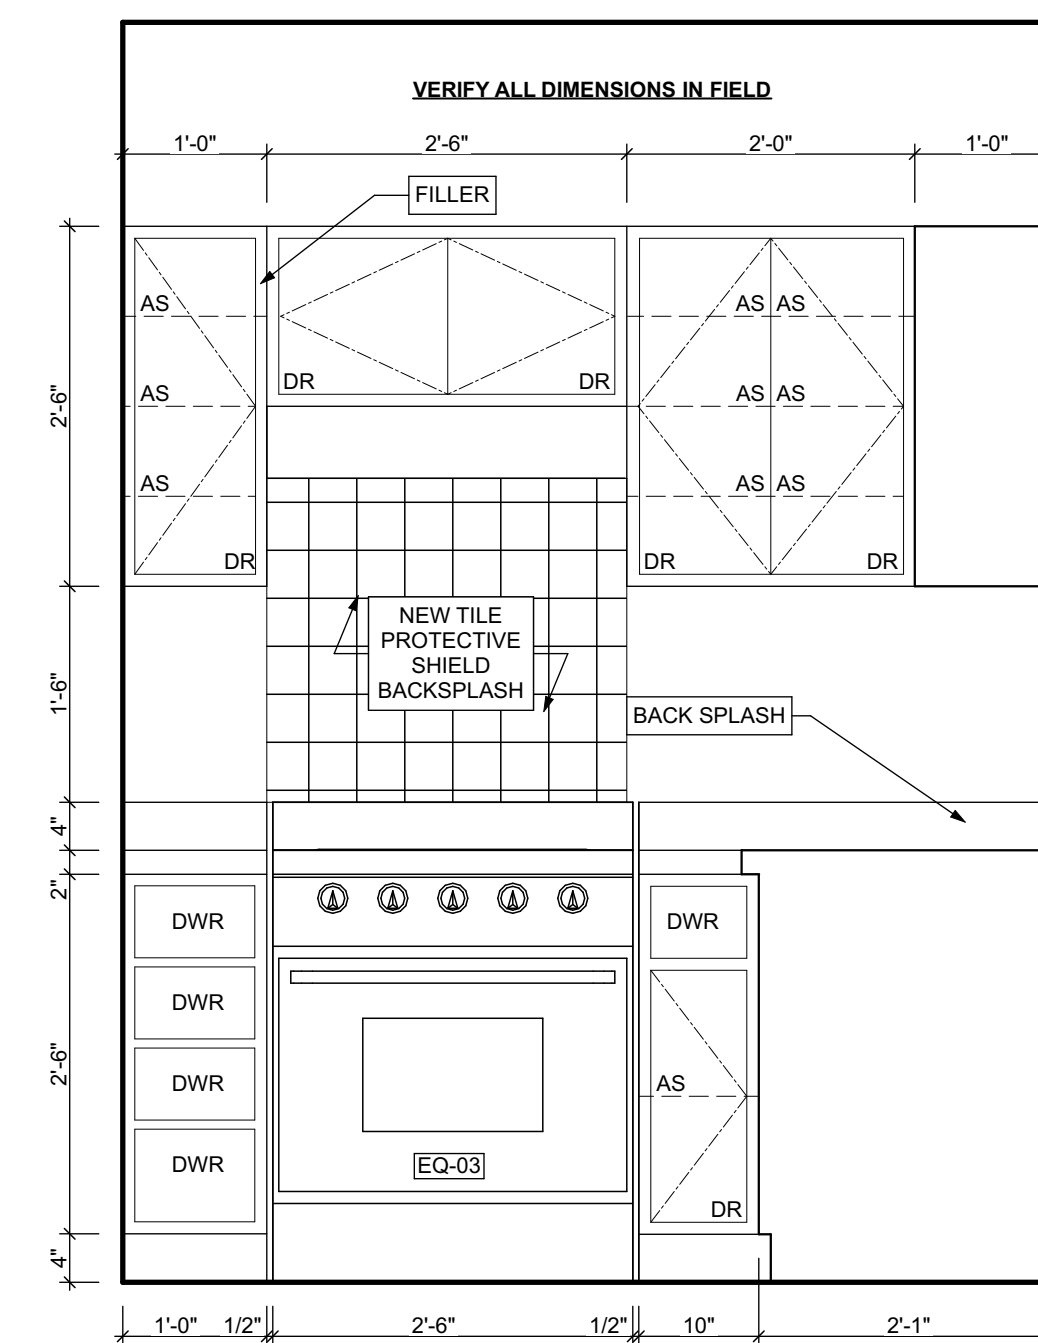 VERIFY ALL DIMENSIONS IN FIELD
1'-0" 2'-6" 2'-0" 1'-0"
FILLER
AS AS AS
DR DR
2'-6" AS AS AS
AS AS AS
DR DR DR
NEW TILE
PROTECTIVE
SHIELD
BACKSPLASH
1'-6"
BACK SPLASH
4"
2"
DWR DWR
DWR
2'-6" DWR AS
DWR
EQ-03
DR
4"
1'-0" 1/2" 2'-6" 1/2" 10" 2'-1"